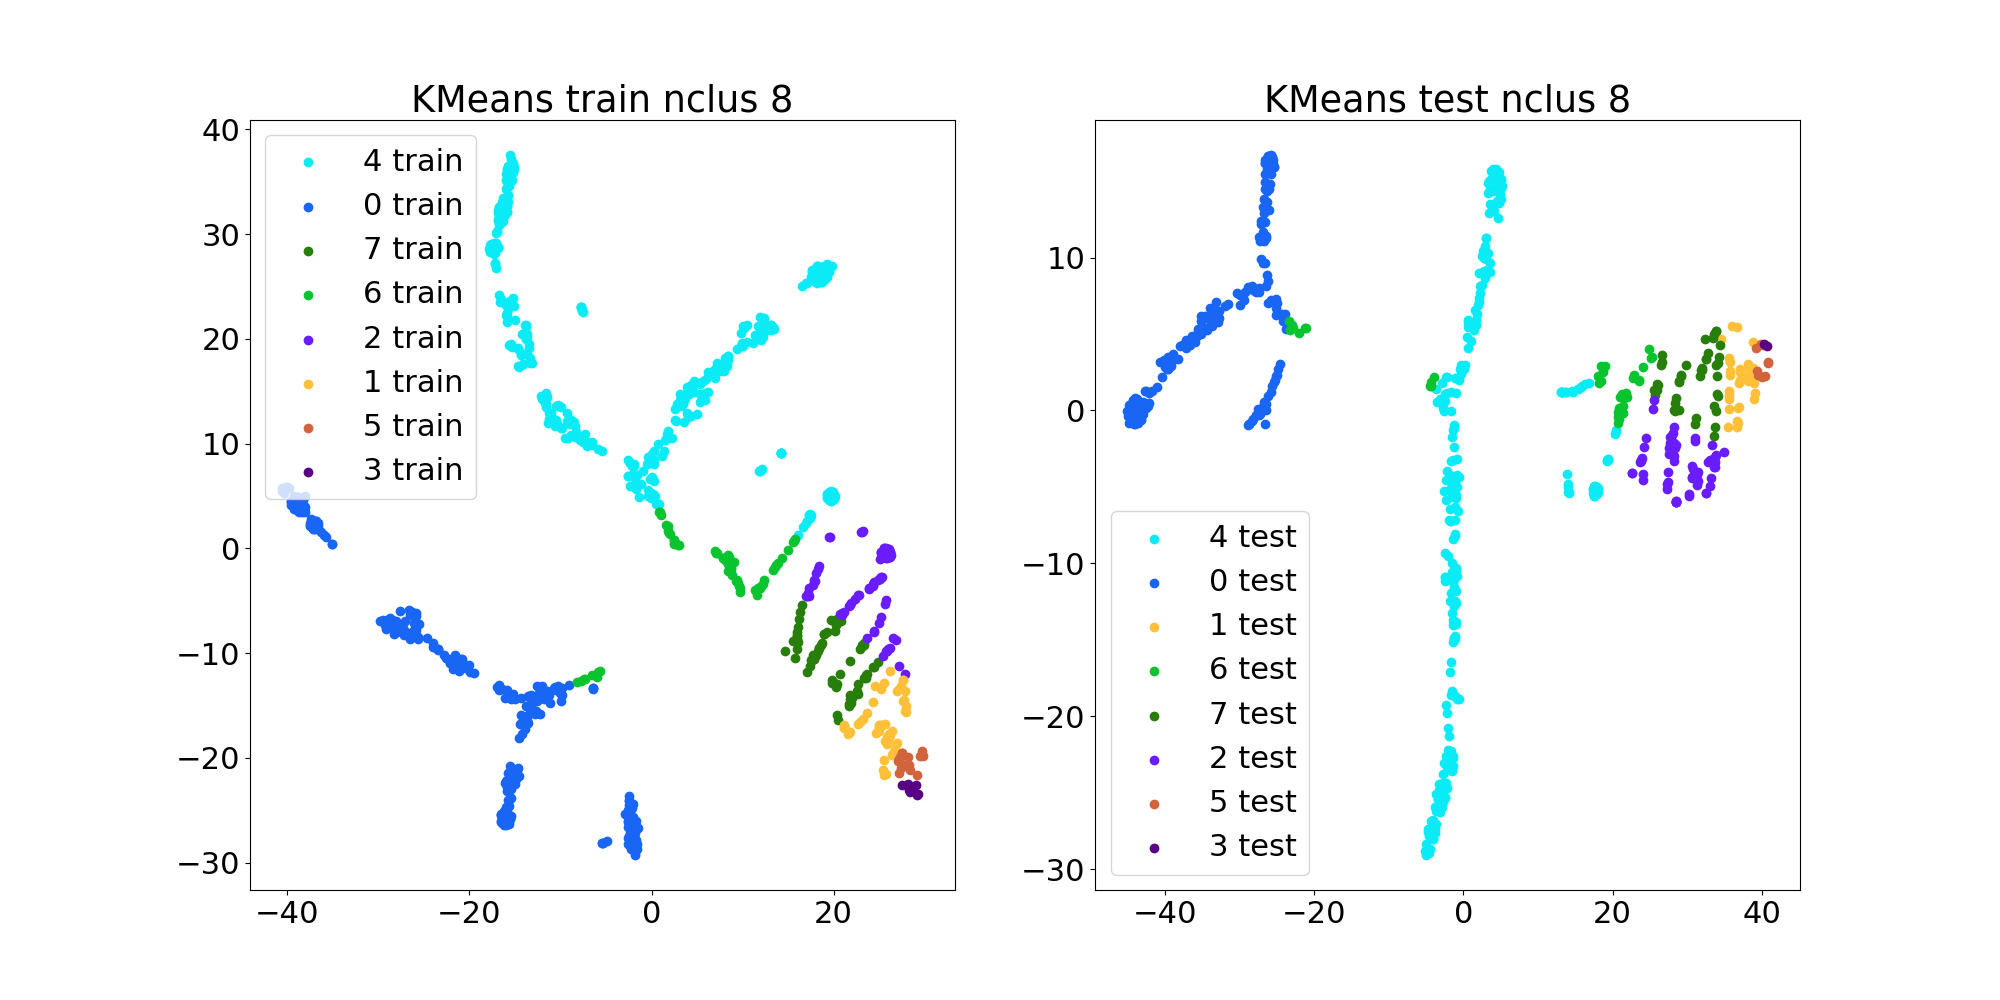 KMeans train nclus 8
40
30
20
10
0
−10
−20
−30
−40
−20
0
20
4 train
0 train
7 train
6 train
2 train
1 train
5 train
3 train
KMeans test nclus 8
10
0
−10
−20
−30
−40
−20
0
20
40
4 test
0 test
1 test
6 test
7 test
2 test
5 test
3 test